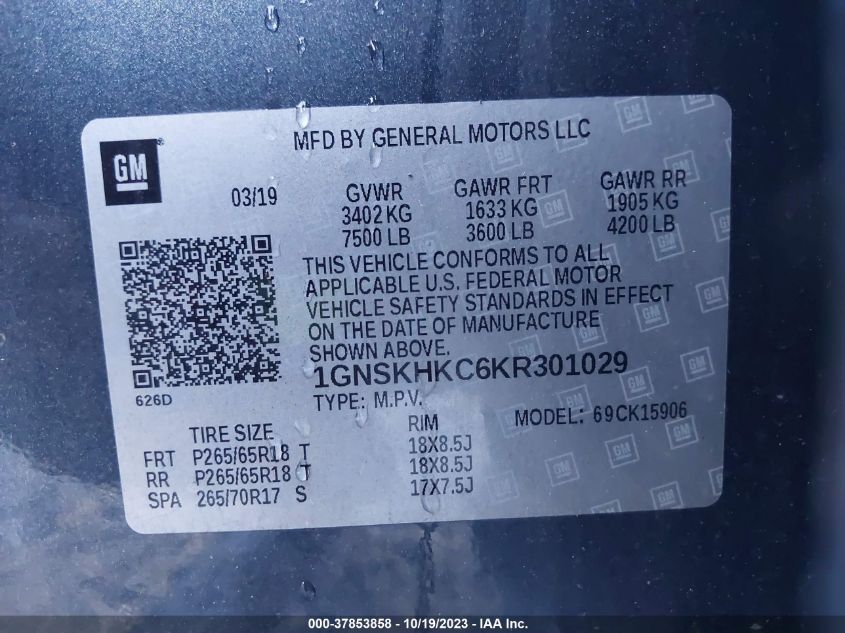 MFD BY GENERAL MOTORS LLC
GM
03/19 GVWR GAWR FRT GAWR RR
3402 KG 1633 KG 1905 KG
7500 LB 3600 LB 4200 LB
THIS VEHICLE CONFORMS TO ALL
APPLICABLE U.S. FEDERAL MOTOR
VEHICLE SAFETY STANDARDS IN EFFECT
ON THE DATE OF MANUFACTURE
SHOWN ABOVE.
1GNSKHKC6KR301029
626D
TYPE: M.P.V. MODEL: 69CK15906
TIRE SIZE RIM
FRT P265/65R18 T 18X8.5J
RR P265/65R18 T 18X8.5J
SPA 265/70R17 S 17X7.5J
000-37853858 - 10/19/2023 - IAA Inc.